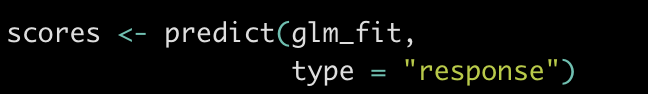 scores <- predict(glm_fit,
                  type = "response")